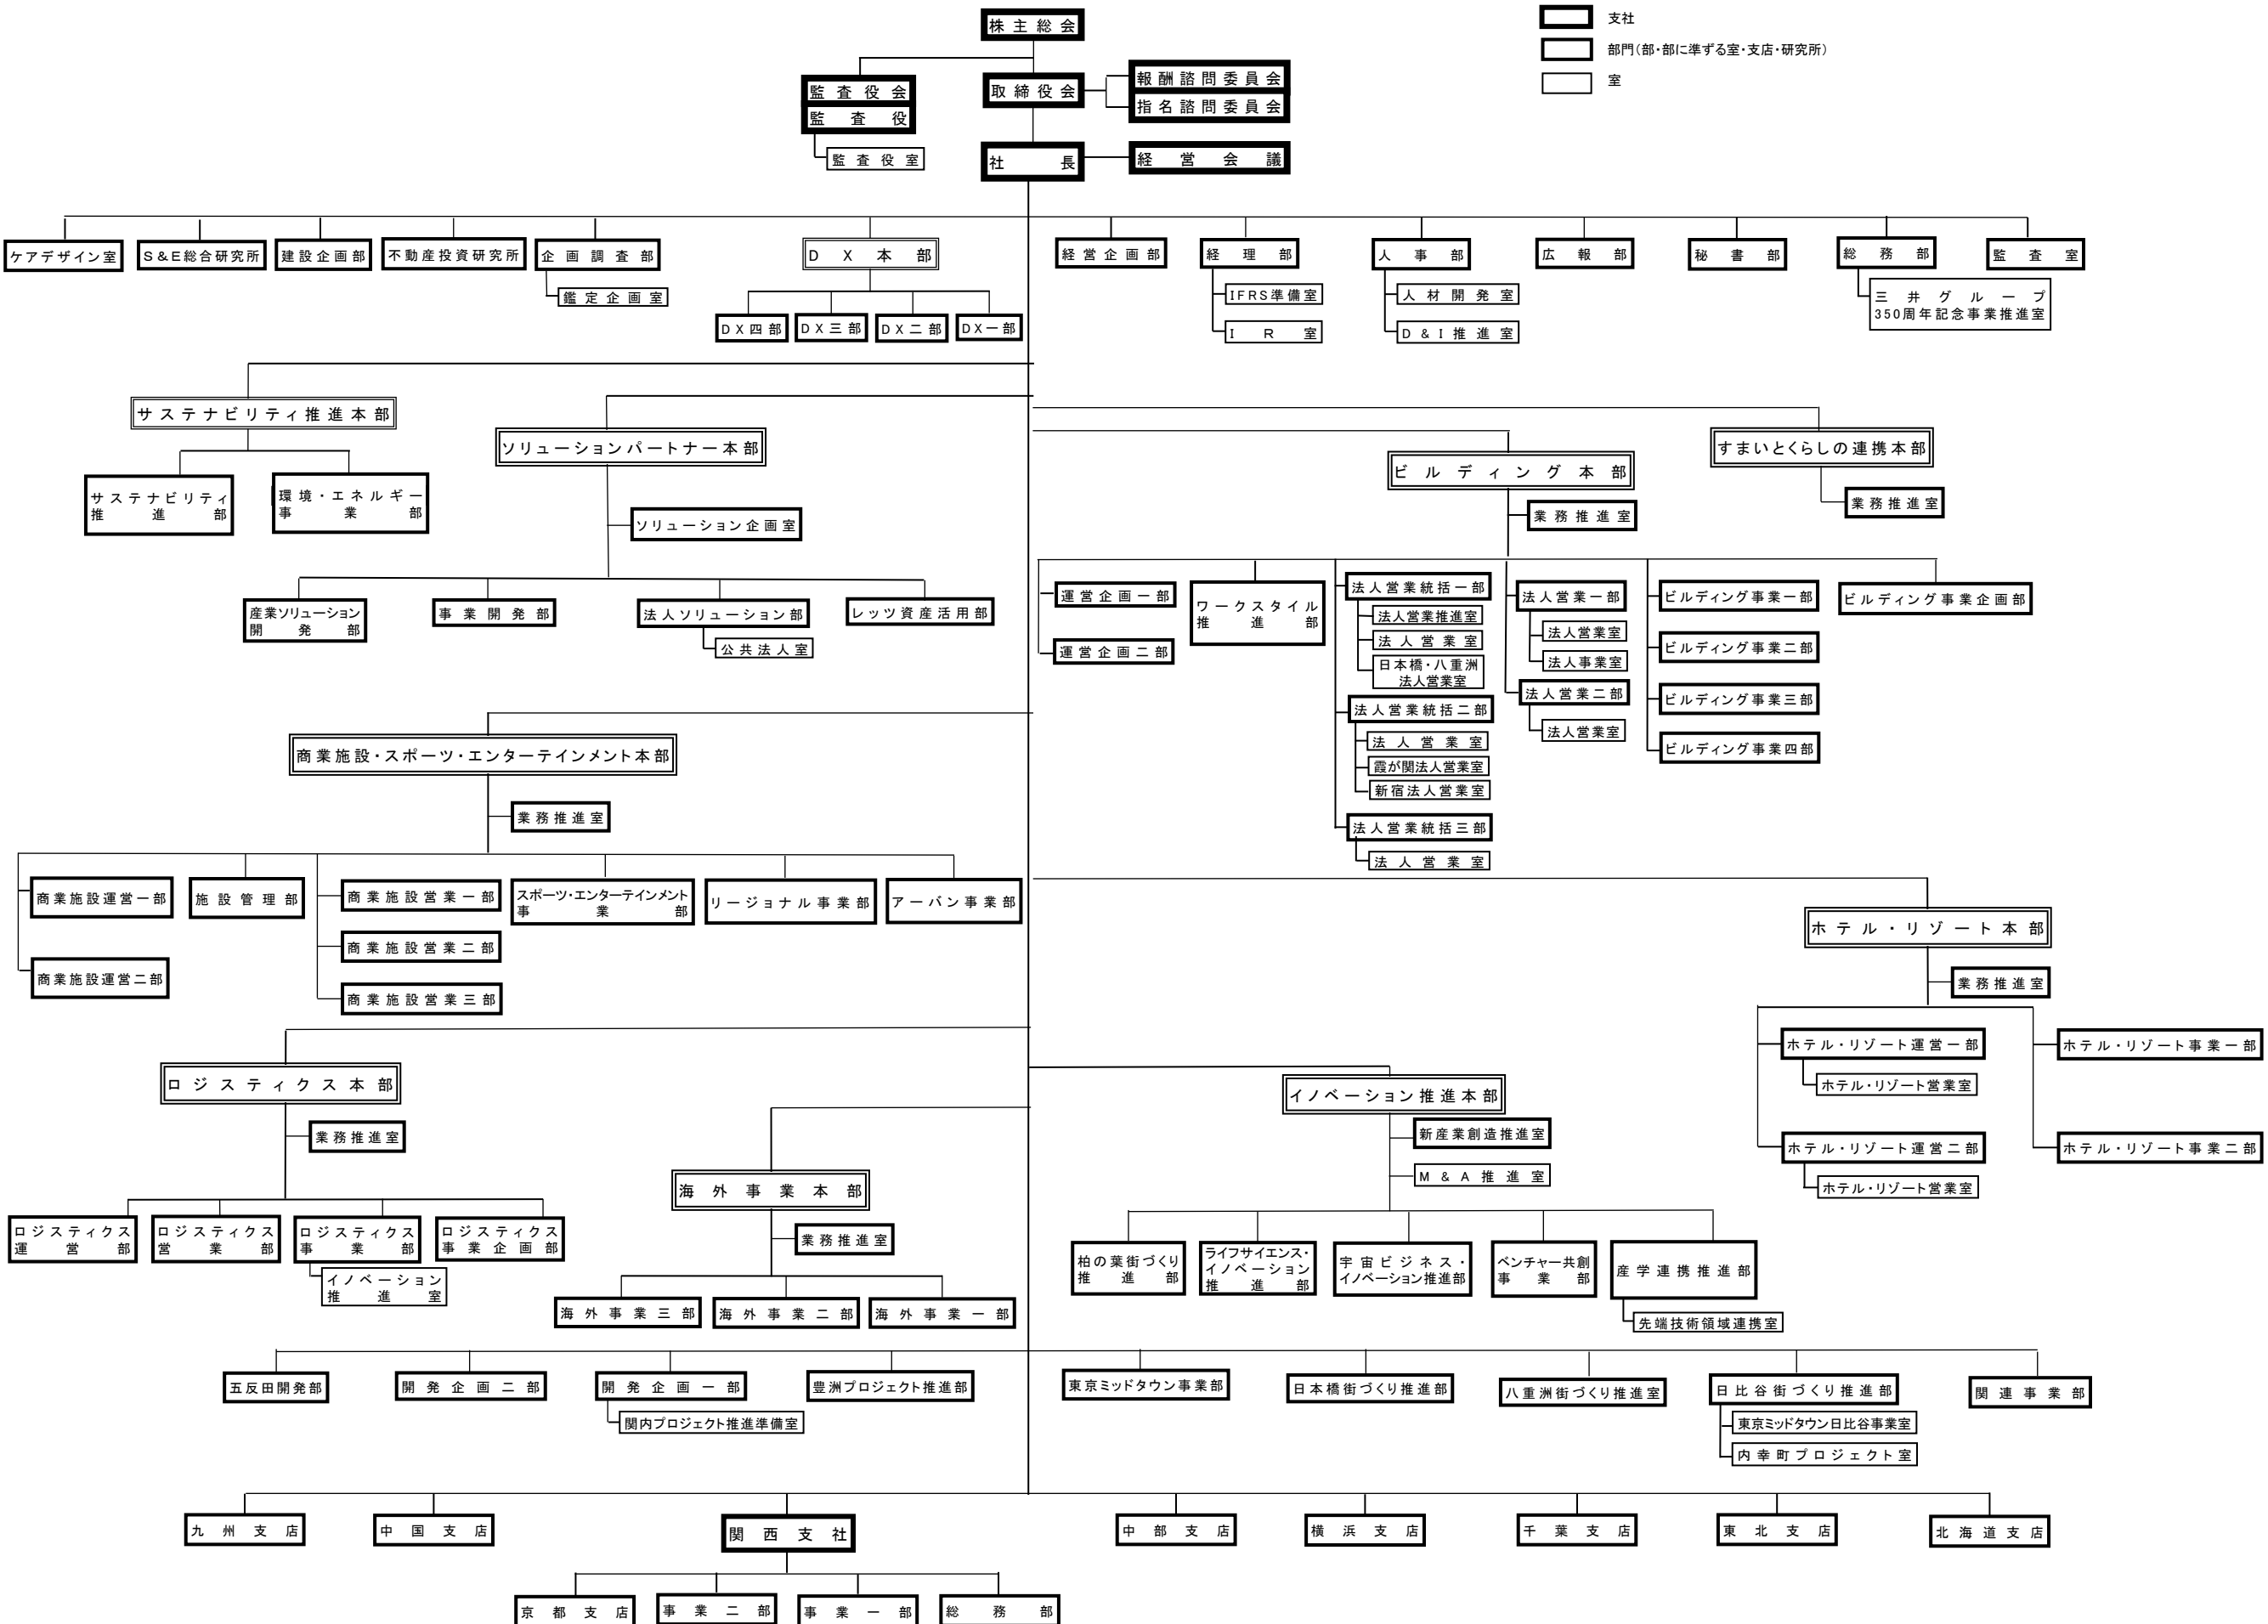 株主総会
支社
部門（部・部に準ずる室・支店・研究所）
室
監査役会
監査役
監査役室
取締役会
報酬諮問委員会
指名諮問委員会
社長
経営会議
ケアデザイン室
S&E総合研究所
建設企画部
不動産投資研究所
企画調査部
鑑定企画室
DX本部
DX四部
DX三部
DX二部
DX一部
経営企画部
経理部
IFRS準備室
IR室
人事部
人材開発室
D&I推進室
広報部
秘書部
総務部
三井グループ
350周年記念事業推進室
監査室
サステナビリティ推進本部
サステナビリティ
推進部
環境・エネルギー
事業部
ソリューションパートナー本部
ソリューション企画室
産業ソリューション
開発部
事業開発部
法人ソリューション部
公共法人室
レッツ資産活用部
ビルディング本部
業務推進室
すまいとくらしの連携本部
業務推進室
運営企画一部
運営企画二部
ワークスタイル
推進部
法人営業統括一部
法人営業推進室
法人営業室
日本橋・八重洲
法人営業室
法人営業統括二部
法人営業室
霞が関法人営業室
新宿法人営業室
法人営業統括三部
法人営業室
法人営業一部
法人営業室
法人事業室
法人営業二部
法人営業室
ビルディング事業一部
ビルディング事業二部
ビルディング事業三部
ビルディング事業四部
ビルディング事業企画部
商業施設・スポーツ・エンターテインメント本部
業務推進室
商業施設運営一部
商業施設運営二部
施設管理部
商業施設営業一部
商業施設営業二部
商業施設営業三部
スポーツ・エンターテインメント
事業部
リージョナル事業部
アーバン事業部
ホテル・リゾート本部
業務推進室
ホテル・リゾート運営一部
ホテル・リゾート営業室
ホテル・リゾート運営二部
ホテル・リゾート営業室
ホテル・リゾート事業一部
ホテル・リゾート事業二部
ロジスティクス本部
業務推進室
ロジスティクス
運営部
ロジスティクス
営業部
ロジスティクス
事業部
イノベーション
推進室
ロジスティクス
事業企画部
海外事業本部
業務推進室
海外事業三部
海外事業二部
海外事業一部
イノベーション推進本部
新産業創造推進室
M&A推進室
柏の葉街づくり
推進部
ライフサイエンス・
イノベーション
推進部
宇宙ビジネス・
イノベーション推進部
ベンチャー共創
事業部
産学連携推進部
先端技術領域連携室
五反田開発部
開発企画二部
開発企画一部
関内プロジェクト推進準備室
豊洲プロジェクト推進部
東京ミッドタウン事業部
日本橋街づくり推進部
八重洲街づくり推進室
日比谷街づくり推進部
東京ミッドタウン日比谷事業室
内幸町プロジェクト室
関連事業部
九州支店
中国支店
関西支社
京都支店
事業二部
事業一部
総務部
中部支店
横浜支店
千葉支店
東北支店
北海道支店